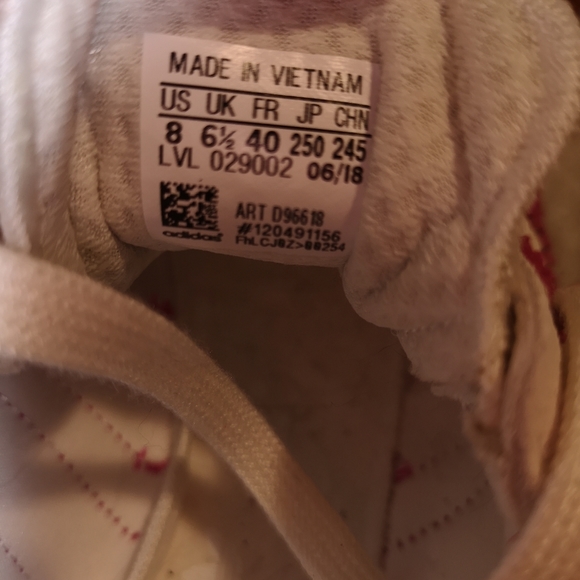 MADE IN VIETNAM
US UK FR JP CHN
8 6½ 40 250 245
LVL 029002 06/18
ART D96618
#120491156
adidas